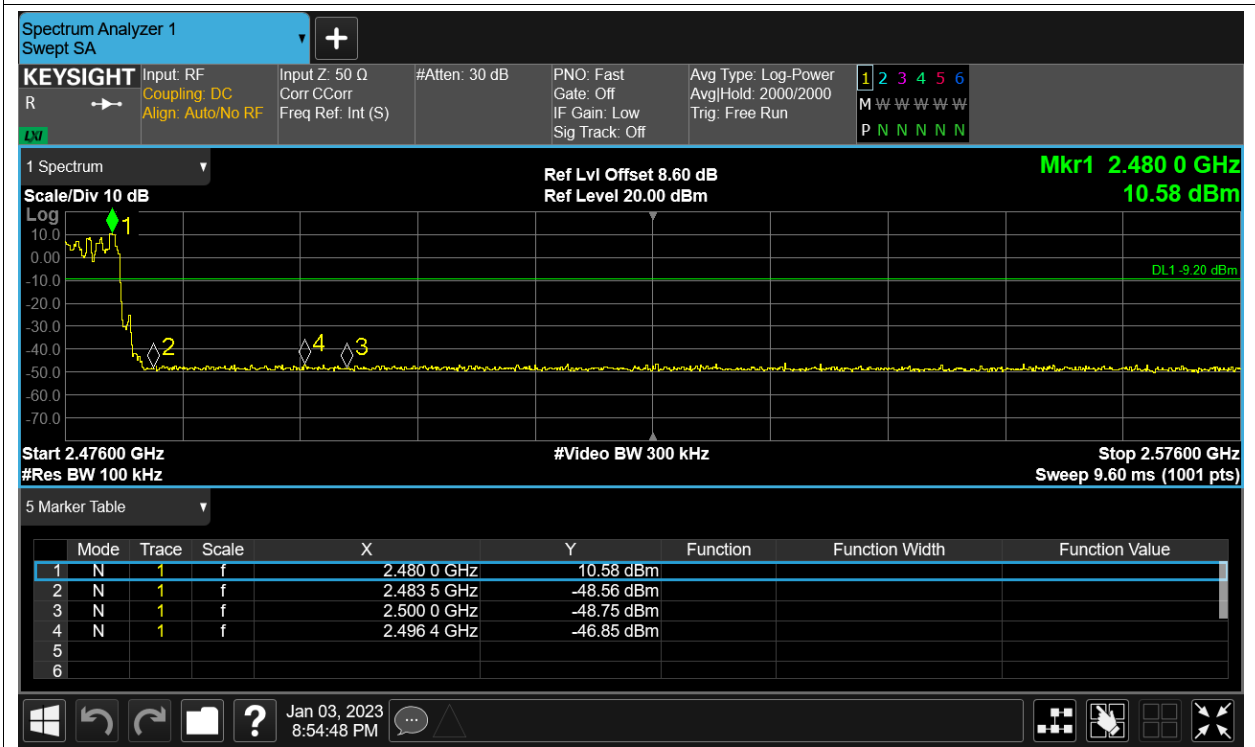 Spectrum Analyzer 1
Swept SA
KEYSIGHT Input: RF Input Z: 50 Ω #Atten: 30 dB PNO: Fast Avg Type: Log-Power 1 2 3 4 5 6
Coupling: DC Corr CCorr Gate: Off Avg|Hold: 2000/2000
R Align: Auto/No RF Freq Ref: Int (S) IF Gain: Low Trig: Free Run M W W W W W
LXI Sig Track: Off P N N N N N
1 Spectrum Ref Lvl Offset 8.60 dB Mkr1 2.480 0 GHz
Scale/Div 10 dB Ref Level 20.00 dBm 10.58 dBm
Log
1
10.0
0.00
DL1 -9.20 dBm
-10.0
-20.0
-30.0
2 4 3
-40.0
-50.0
-60.0
-70.0
Start 2.47600 GHz #Video BW 300 kHz Stop 2.57600 GHz
#Res BW 100 kHz Sweep 9.60 ms (1001 pts)
5 Marker Table
Mode Trace Scale X Y Function Function Width Function Value
1 N 1 f 2.480 0 GHz 10.58 dBm
2 N 1 f 2.483 5 GHz -48.56 dBm
3 N 1 f 2.500 0 GHz -48.75 dBm
4 N 1 f 2.496 4 GHz -46.85 dBm
5
6
? Jan 03, 2023
8:54:48 PM